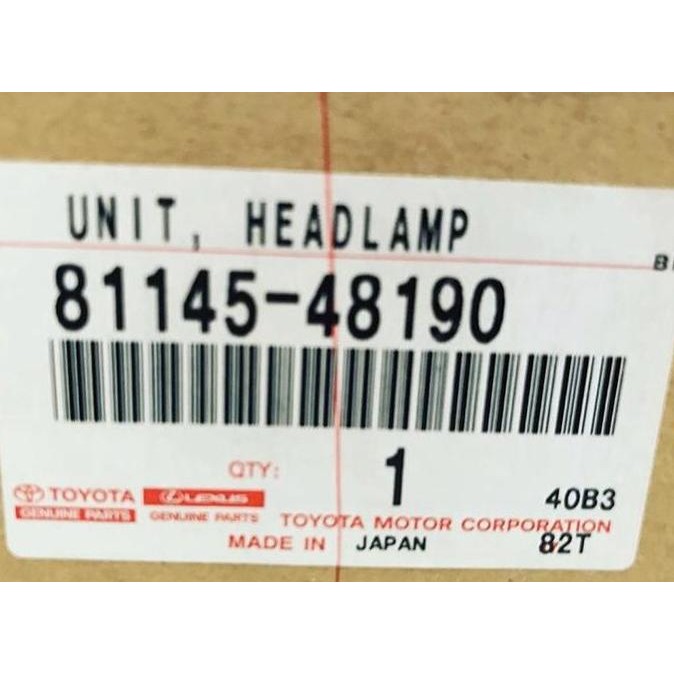 UNIT, HEADLAMP
81145-48190
QTY: 1
40B3
TOYOTA LEXUS
GENUINE PARTS GENUINE PARTS
TOYOTA MOTOR CORPORATION
MADE IN JAPAN 82T